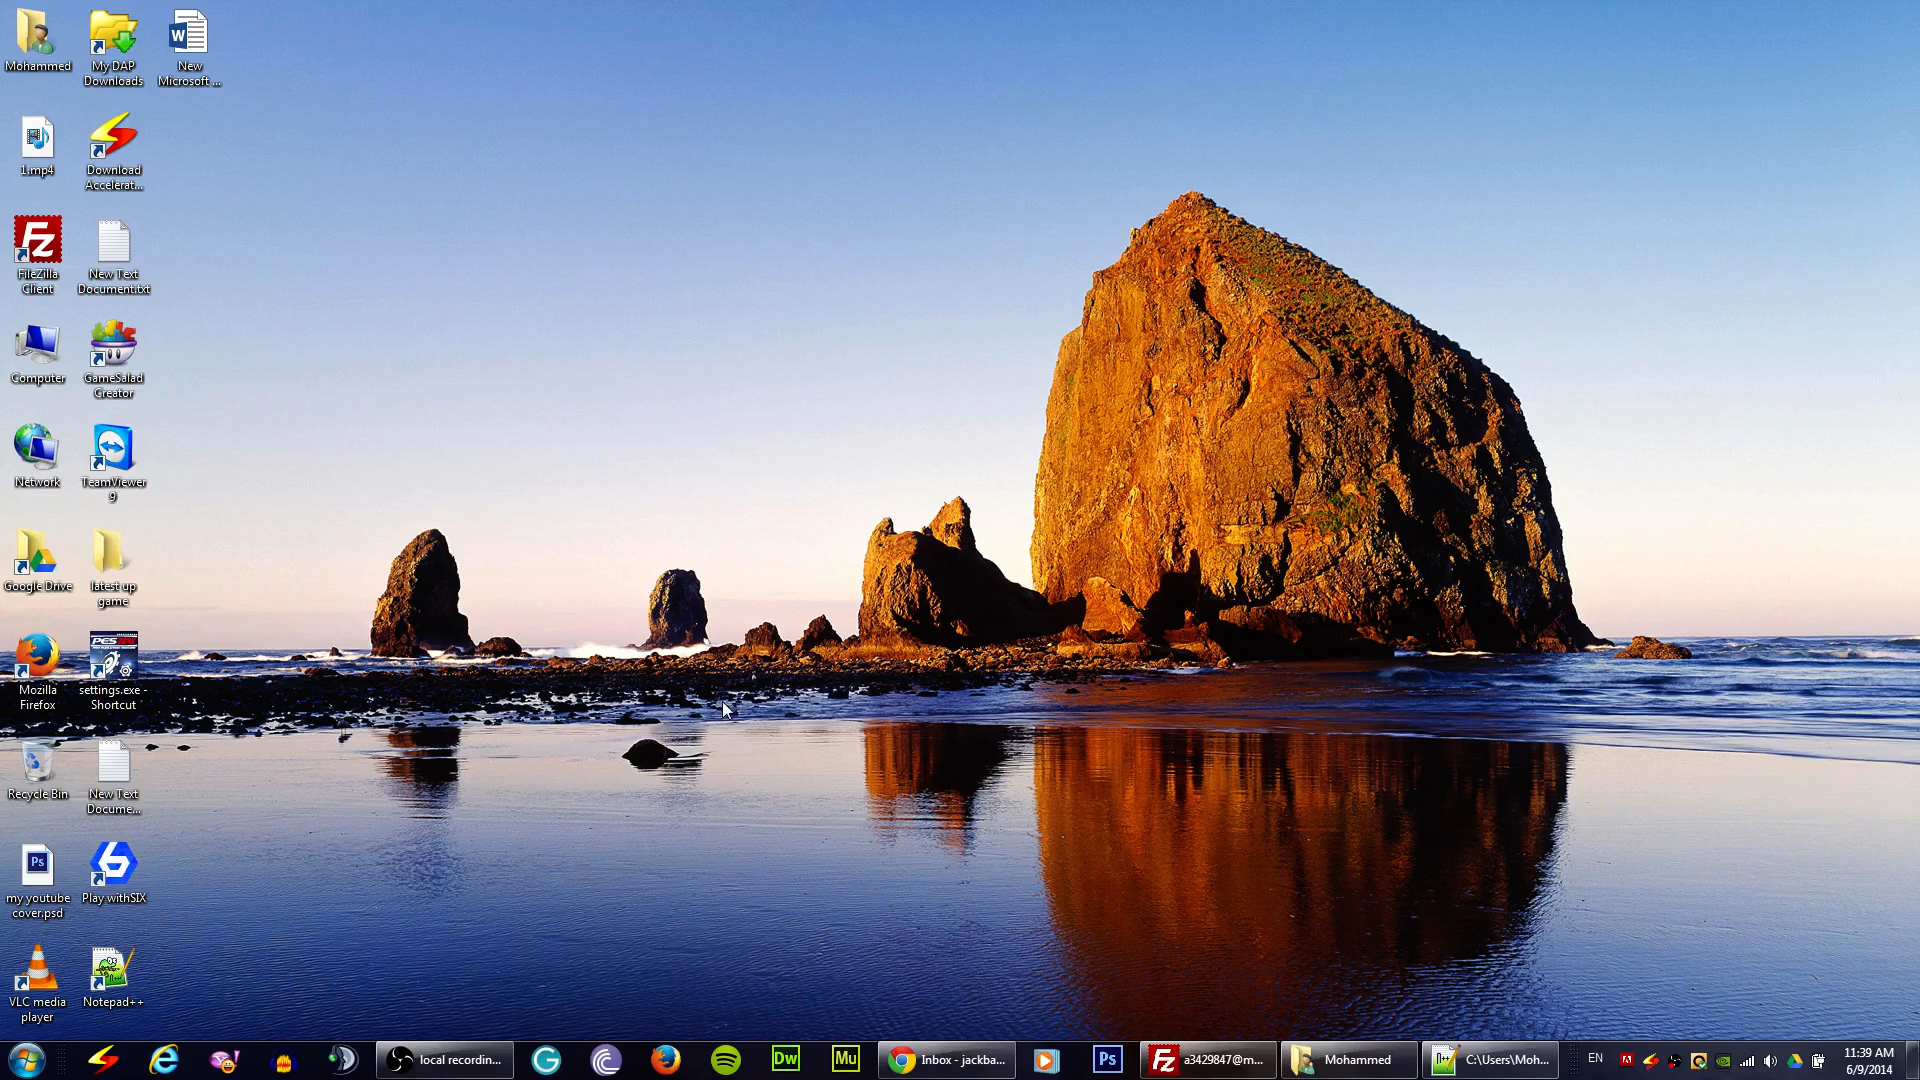 Mohammed
My DAP
Downloads
New
Microsoft ...
1.mp4
Download
Accelerat...
FileZilla
Client
New Text
Document.txt
Computer
GameSalad
Creator
Network
TeamViewer
9
Google Drive
latest up
game
Mozilla
Firefox
settings.exe -
Shortcut
Recycle Bin
New Text
Docume...
my youtube
cover.psd
Play withSIX
VLC media
player
Notepad++
local recordin...
Dw
Mu
Inbox - jackba...
Ps
a3429847@m...
Mohammed
C:\Users\Moh...
EN
11:39 AM
6/9/2014